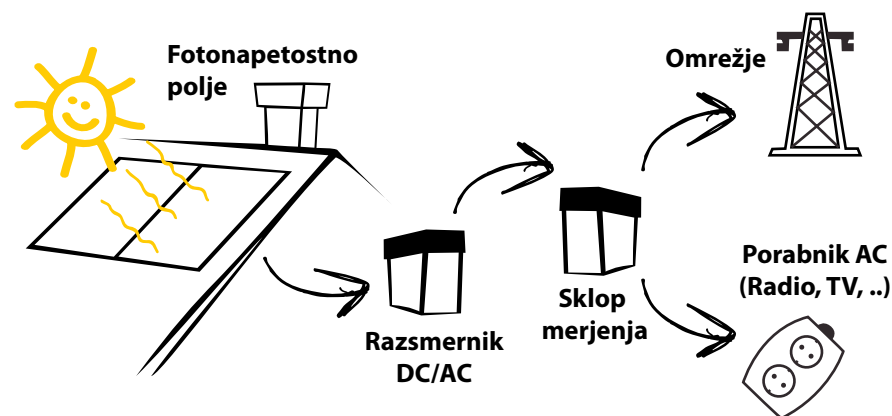 Fotonapetostno
polje
Omrežje
Razsmernik
DC/AC
Sklop
merjenja
Porabnik AC
(Radio, TV, ..)